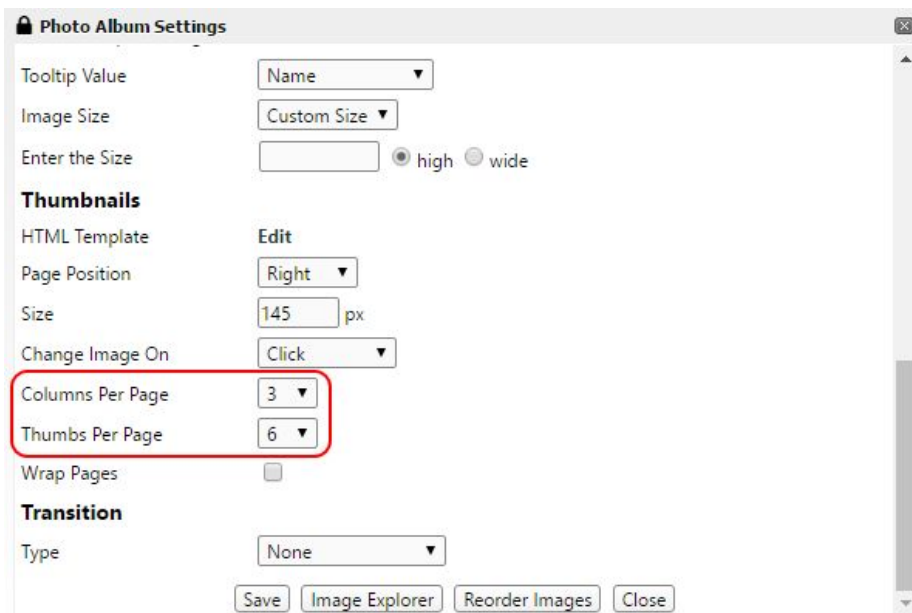 Photo Album Settings
Tooltip Value Name
Image Size Custom Size
Enter the Size high wide
Thumbnails
HTML Template Edit
Page Position Right
Size 145 px
Change Image On Click
Columns Per Page 3
Thumbs Per Page 6
Wrap Pages
Transition
Type None
Save Image Explorer Reorder Images Close